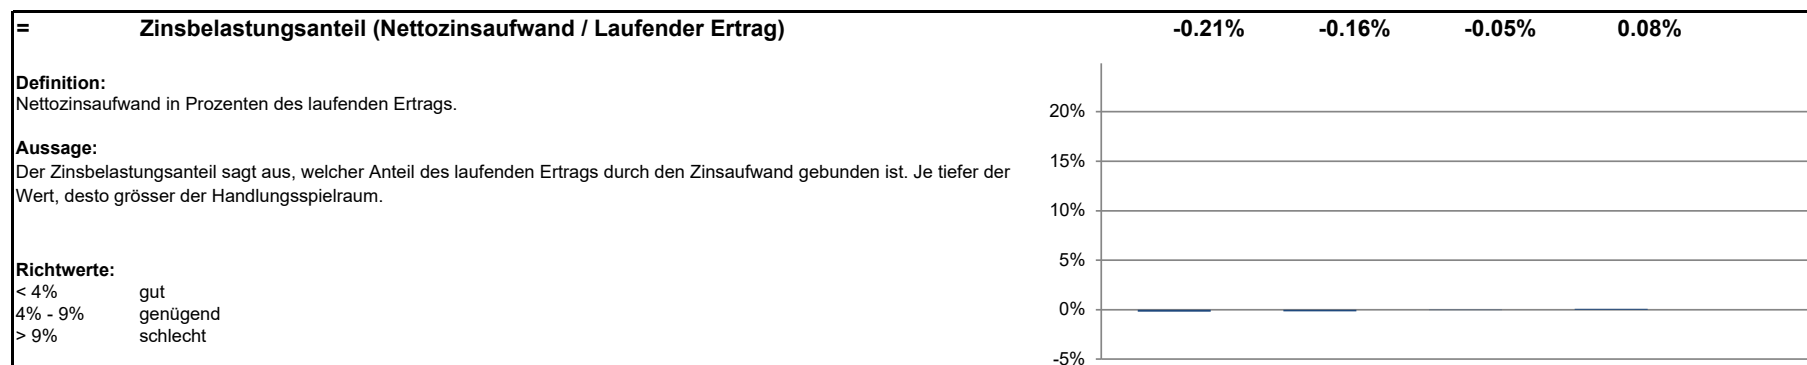 = Zinsbelastungsanteil (Nettozinsaufwand / Laufender Ertrag) -0.21% -0.16% -0.05% 0.08%
Definition:
Nettozinsaufwand in Prozenten des laufenden Ertrags.
Aussage:
Der Zinsbelastungsanteil sagt aus, welcher Anteil des laufenden Ertrags durch den Zinsaufwand gebunden ist. Je tiefer der
Wert, desto grösser der Handlungsspielraum.
Richtwerte:
< 4% gut
4% - 9% genügend
> 9% schlecht
20%
15%
10%
5%
0%
-5%